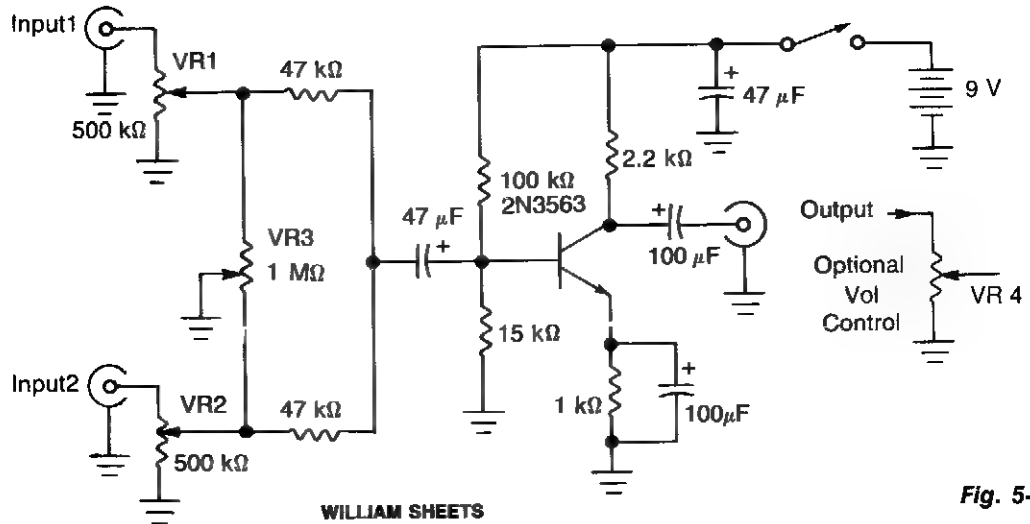 Input1
VR1
500 kΩ
47 kΩ
VR3
1 MΩ
Input2
VR2
500 kΩ
47 kΩ
47 μF
+
100 kΩ
2N3563
15 kΩ
2.2 kΩ
+
47 μF
9 V
+
100 μF
1 kΩ
+
100μF
Output
Optional
Vol
Control
VR 4
WILLIAM SHEETS
Fig. 5-